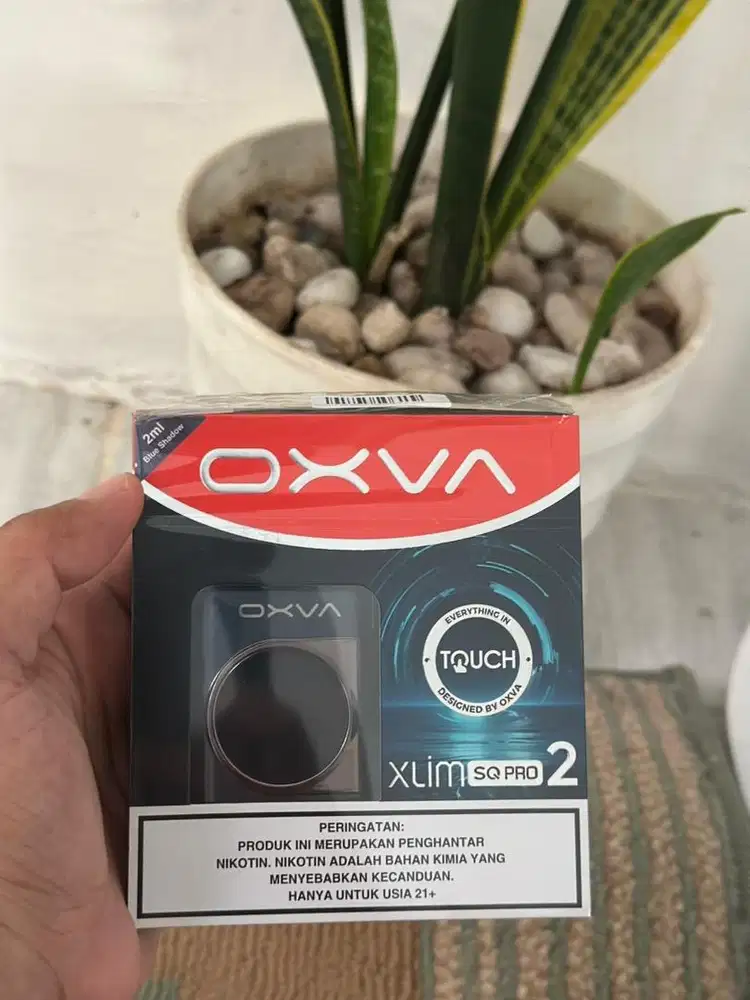 2ml
Blue Shadow
OXVA
OXVA
EVERYTHING IN
TOUCH
DESIGNED BY OXVA
XLIM SQ PRO 2
PERINGATAN:
PRODUK INI MERUPAKAN PENGHANTAR
NIKOTIN. NIKOTIN ADALAH BAHAN KIMIA YANG
MENYEBABKAN KECANDUAN.
HANYA UNTUK USIA 21+